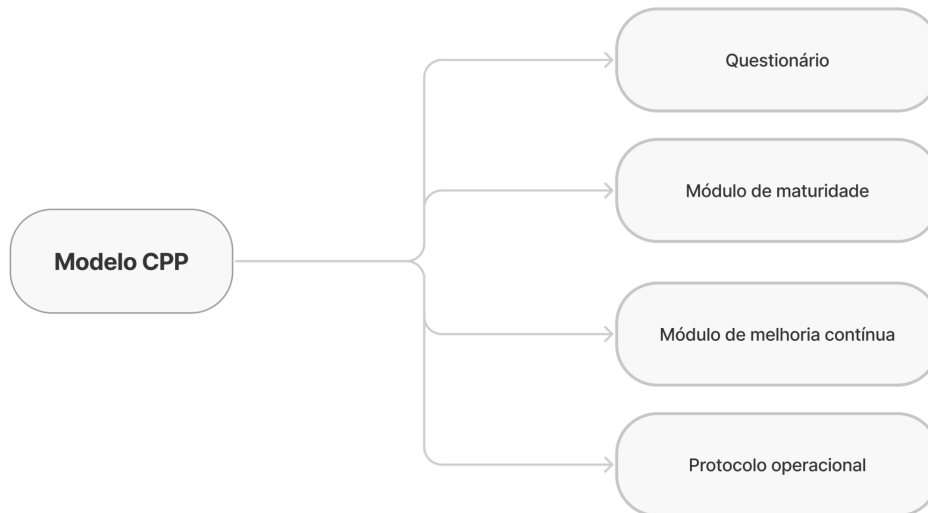 Questionário
Módulo de maturidade
Modelo CPP
Módulo de melhoria contínua
Protocolo operacional